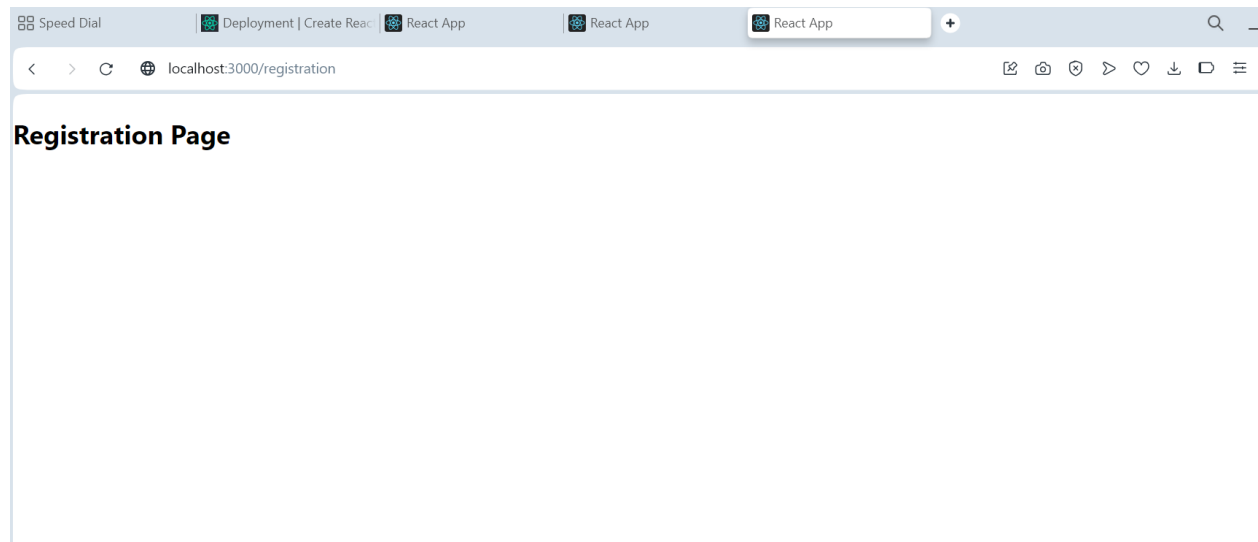 Speed Dial Deployment | Create Reac React App React App React App
localhost:3000/registration
Registration Page